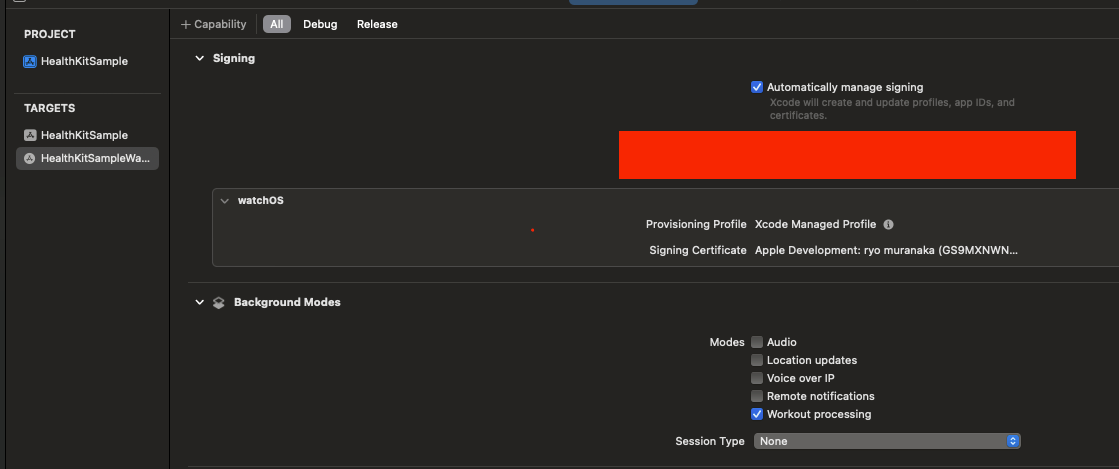 + Capability All Debug Release
PROJECT
HealthKitSample
TARGETS
HealthKitSample
HealthKitSampleWa...
Signing
Automatically manage signing
Xcode will create and update profiles, app IDs, and
certificates.
watchOS
Provisioning Profile Xcode Managed Profile
Signing Certificate Apple Development: ryo muranaka (GS9MXNWN...
Background Modes
Modes Audio
Location updates
Voice over IP
Remote notifications
Workout processing
Session Type None